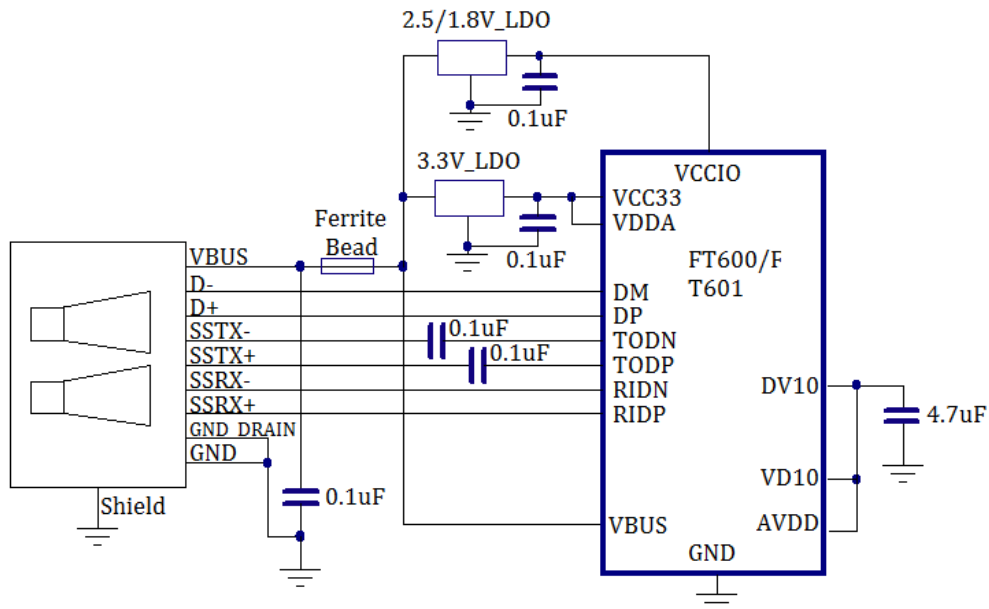 2.5/1.8V_LDO
0.1uF
3.3V_LDO
0.1uF
Ferrite
Bead
VBUS
D-
D+
SSTX-
SSTX+
SSRX-
SSRX+
GND_DRAIN
GND
Shield
0.1uF
0.1uF
0.1uF
VCCIO
VCC33
VDDA
FT600/F
T601
DM
DP
TODN
TODP
RIDN
RIDP
VBUS
GND
DV10
VD10
AVDD
4.7uF